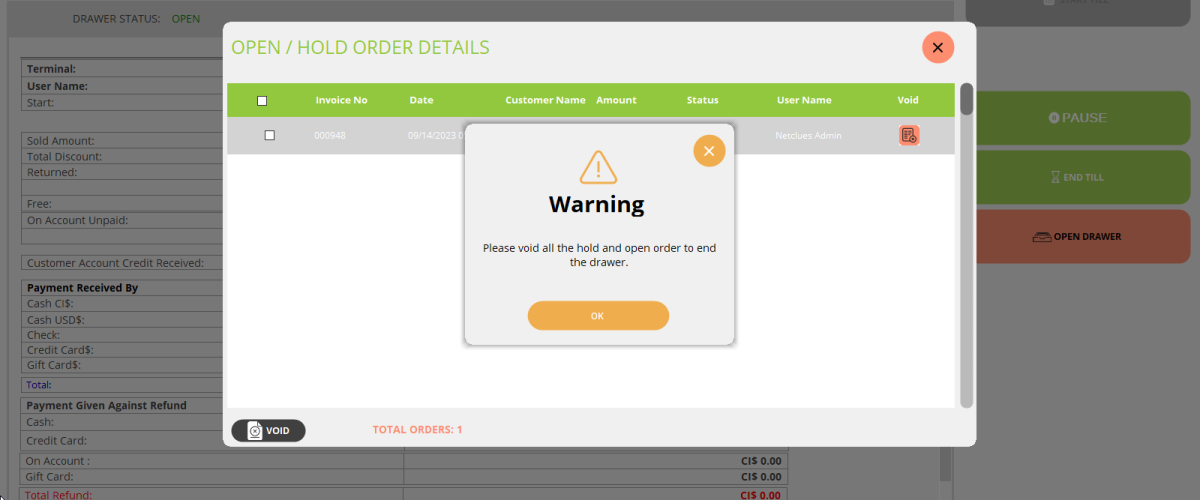 DRAWER STATUS: OPEN
START TILL
OPEN / HOLD ORDER DETAILS
Invoice No Date Customer Name Amount Status User Name Void
000948 09/14/2023 Netclues Admin
Warning
Please void all the hold and open order to end
the drawer.
OK
VOID
TOTAL ORDERS: 1
Terminal:
User Name:
Start:
Sold Amount:
Total Discount:
Returned:
Free:
On Account Unpaid:
Customer Account Credit Received:
Payment Received By
Cash CI$:
Cash USD$:
Check:
Credit Card$:
Gift Card$:
Total:
Payment Given Against Refund
Cash:
Credit Card:
On Account : CI$ 0.00
Gift Card: CI$ 0.00
Total Refund: CI$ 0.00
PAUSE
END TILL
OPEN DRAWER